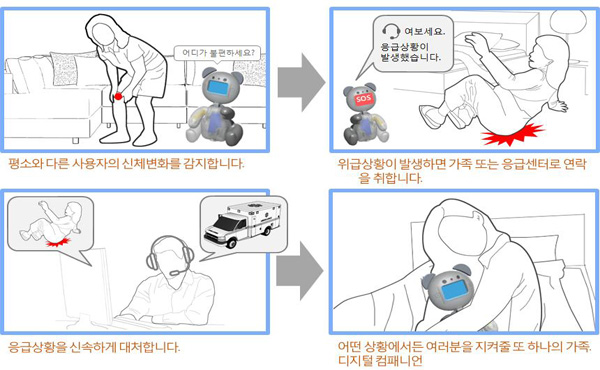 어디가 불편하세요?
평소와 다른 사용자의 신체변화를 감지합니다.
여보세요.
응급상황이
발생했습니다.
SOS
위급상황이 발생하면 가족 또는 응급센터로 연락
을 취합니다.
응급상황을 신속하게 대처합니다.
어떤 상황에서든 여러분을 지켜줄 또 하나의 가족.
디지털 컴패니언